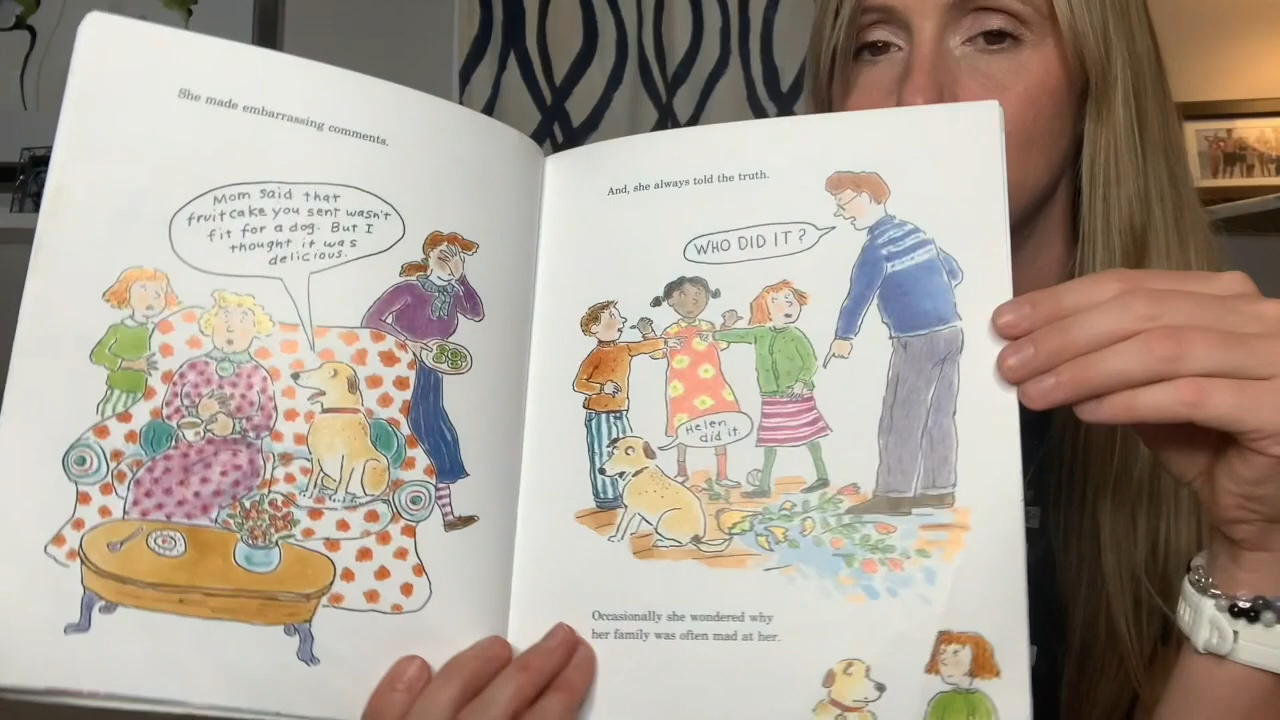 She made embarrassing comments.
Mom said that
fruitcake you sent wasn't
fit for a dog. But I
thought it was
delicious.
And, she always told the truth.
WHO DID IT?
Helen
did it.
Occasionally she wondered why
her family was often mad at her.